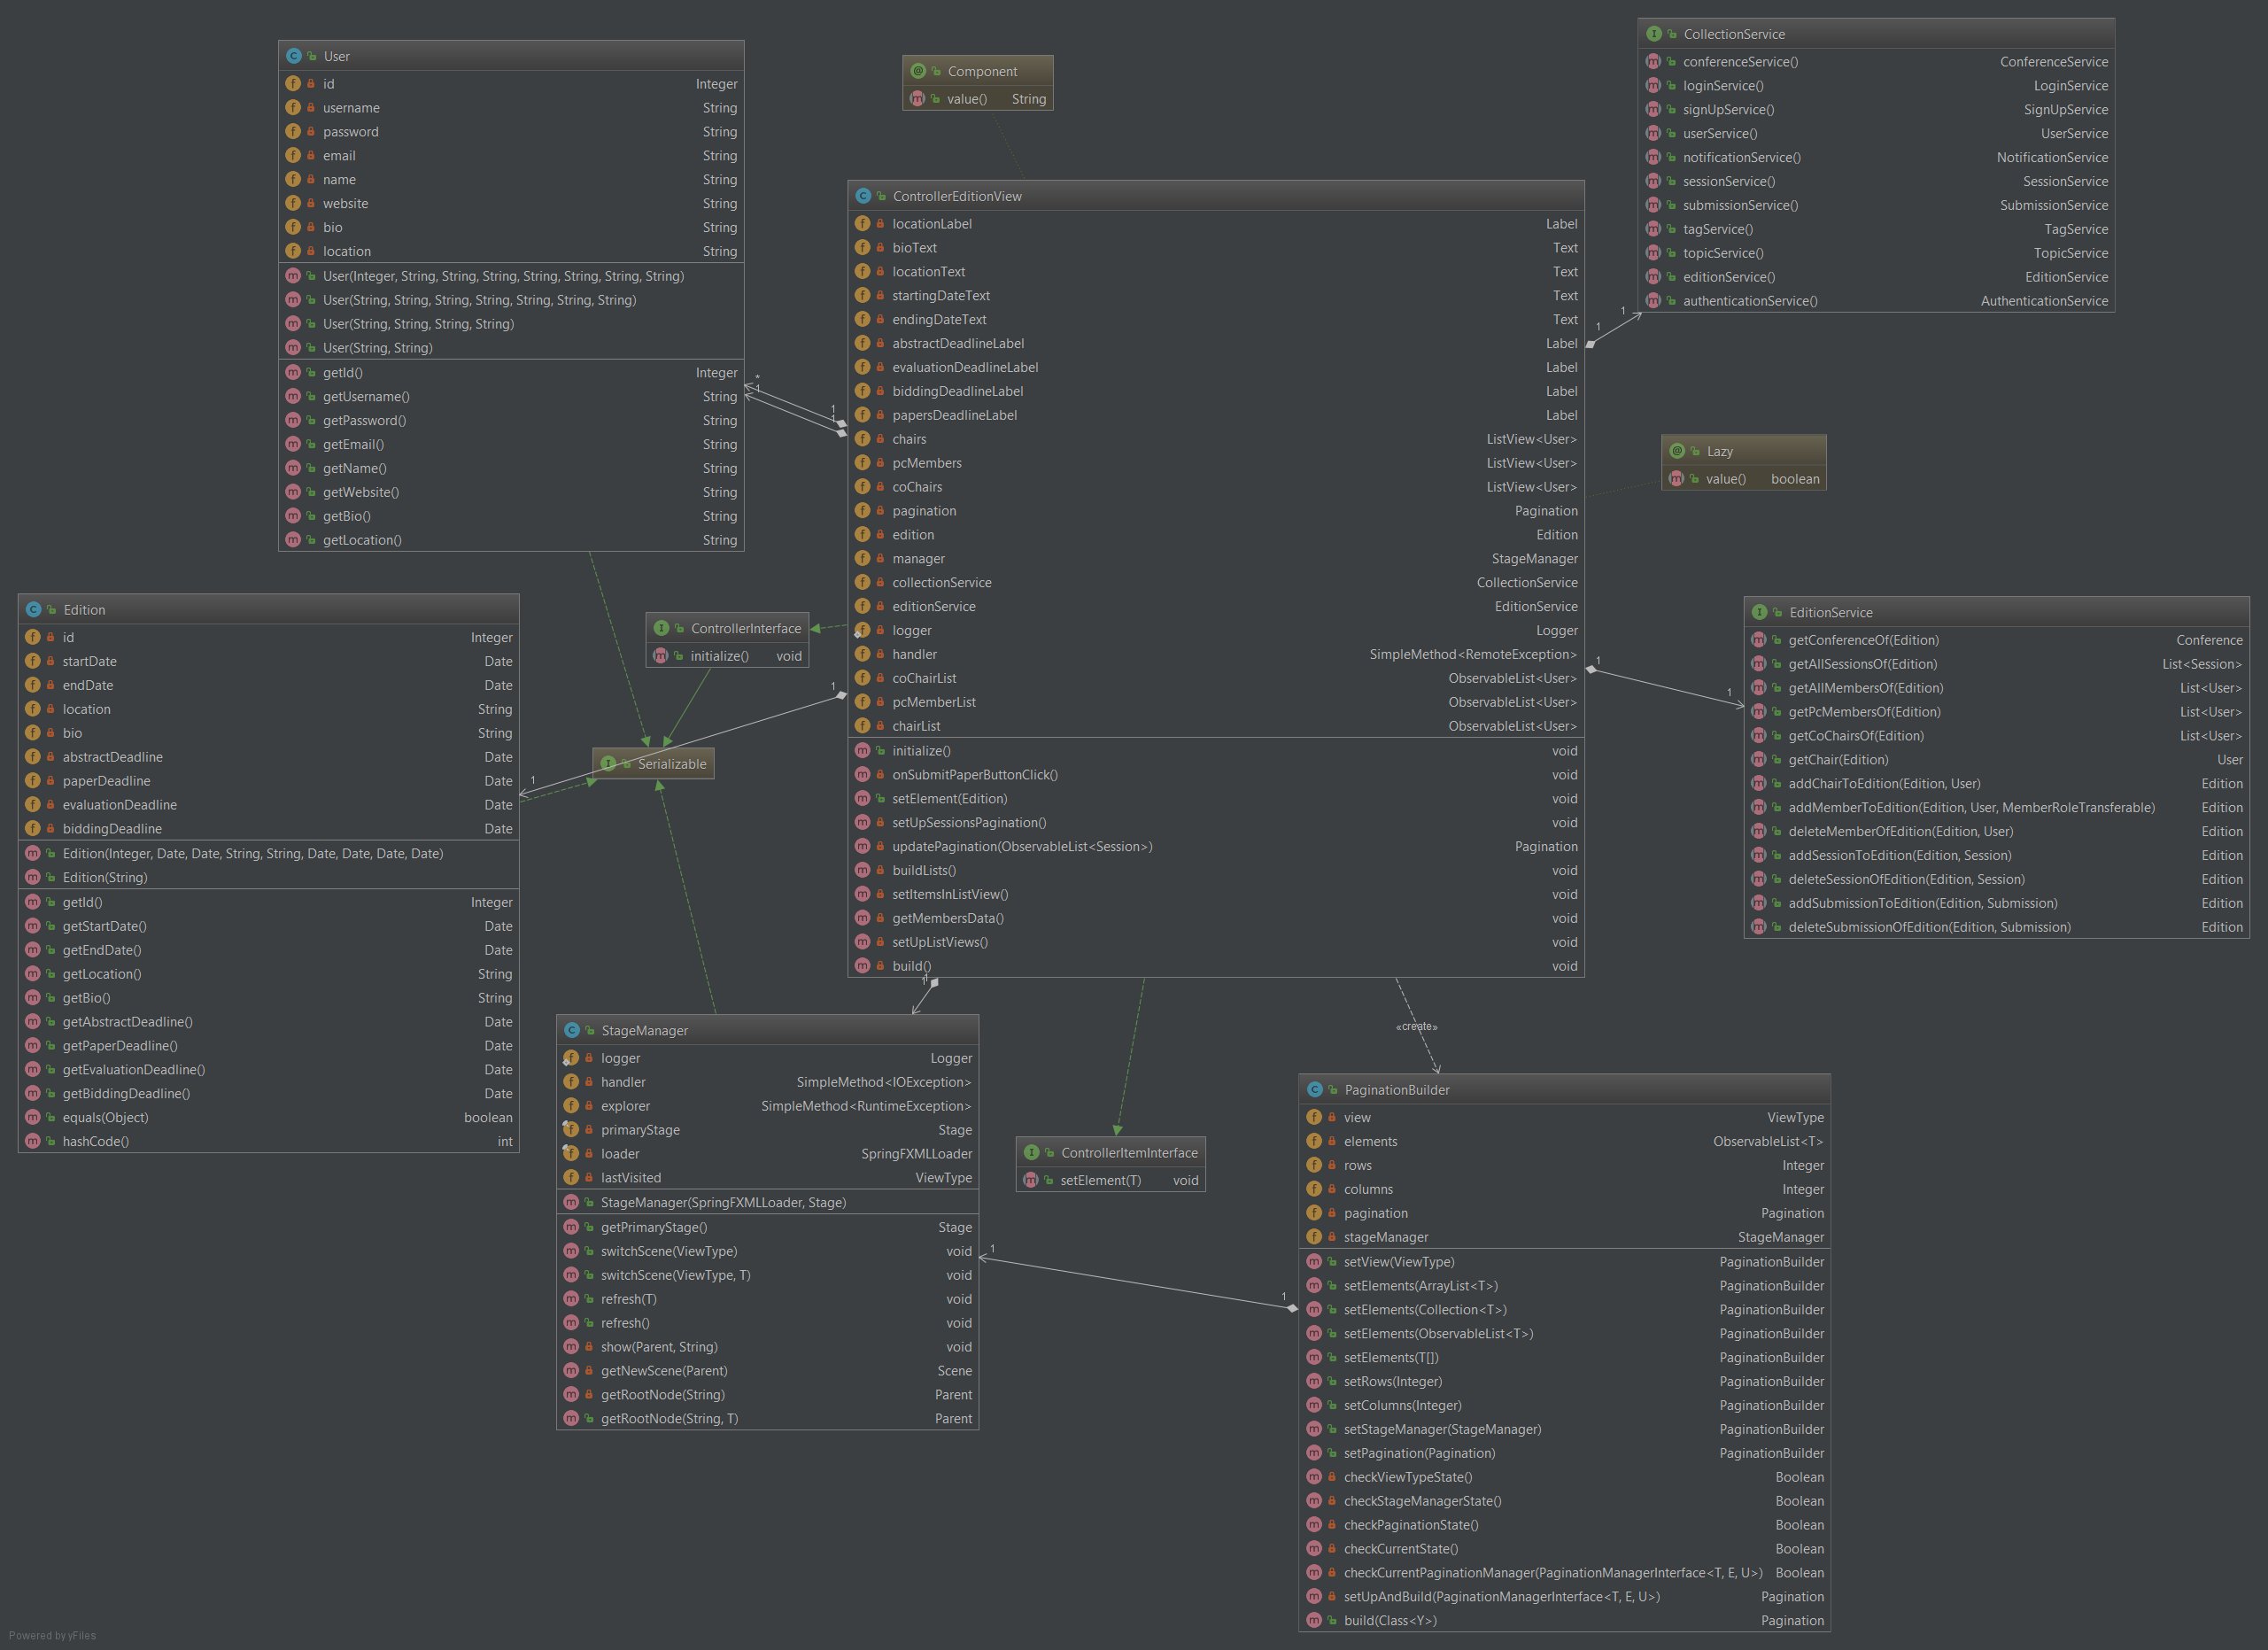 User
id Integer
username String
password String
email String
name String
website String
bio String
location String
User(Integer, String, String, String, String, String, String, String)
User(String, String, String, String, String, String, String)
User(String, String, String, String)
User(String, String)
getId() Integer
getUsername() String
getPassword() String
getEmail() String
getName() String
getWebsite() String
getBio() String
getLocation() String
Component
value() String
CollectionService
conferenceService() ConferenceService
loginService() LoginService
signUpService() SignUpService
userService() UserService
notificationService() NotificationService
sessionService() SessionService
submissionService() SubmissionService
tagService() TagService
topicService() TopicService
editionService() EditionService
authenticationService() AuthenticationService
ControllerEditionView
locationLabel Label
bioText Text
locationText Text
startingDateText Text
endingDateText Text
abstractDeadlineLabel Label
evaluationDeadlineLabel Label
biddingDeadlineLabel Label
papersDeadlineLabel Label
chairs ListView<User>
pcMembers ListView<User>
coChairs ListView<User>
pagination Pagination
edition Edition
manager StageManager
collectionService CollectionService
editionService EditionService
logger Logger
handler SimpleMethod<RemoteException>
coChairList ObservableList<User>
pcMemberList ObservableList<User>
chairList ObservableList<User>
initialize() void
onSubmitPaperButtonClick() void
setElement(Edition) void
setUpSessionsPagination() void
updatePagination(ObservableList<Session>) Pagination
buildLists() void
setItemsInListView() void
getMembersData() void
setUpListViews() void
build() void
1
1
*
1
1
1
Lazy
value() boolean
Edition
id Integer
startDate Date
endDate Date
location String
bio String
abstractDeadline Date
paperDeadline Date
evaluationDeadline Date
biddingDeadline Date
Edition(Integer, Date, Date, String, String, Date, Date, Date, Date)
Edition(String)
getId() Integer
getStartDate() Date
getEndDate() Date
getLocation() String
getBio() String
getAbstractDeadline() Date
getPaperDeadline() Date
getEvaluationDeadline() Date
getBiddingDeadline() Date
equals(Object) boolean
hashCode() int
ControllerInterface
initialize() void
Serializable
1
1
EditionService
getConferenceOf(Edition) Conference
getAllSessionsOf(Edition) List<Session>
getAllMembersOf(Edition) List<User>
getPcMembersOf(Edition) List<User>
getCoChairsOf(Edition) List<User>
getChair(Edition) User
addChairToEdition(Edition, User) Edition
addMemberToEdition(Edition, User, MemberRoleTransferable) Edition
deleteMemberOfEdition(Edition, User) Edition
addSessionToEdition(Edition, Session) Edition
deleteSessionOfEdition(Edition, Session) Edition
addSubmissionToEdition(Edition, Submission) Edition
deleteSubmissionOfEdition(Edition, Submission) Edition
1
1
1
1
StageManager
logger Logger
handler SimpleMethod<IOException>
explorer SimpleMethod<RuntimeException>
primaryStage Stage
loader SpringFXMLLoader
lastVisited ViewType
StageManager(SpringFXMLLoader, Stage)
getPrimaryStage() Stage
switchScene(ViewType) void
switchScene(ViewType, T) void
refresh(T) void
refresh() void
show(Parent, String) void
getNewScene(Parent) Scene
getRootNode(String) Parent
getRootNode(String, T) Parent
«create»
ControllerItemInterface
setElement(T) void
1
1
PaginationBuilder
view ViewType
elements ObservableList<T>
rows Integer
columns Integer
pagination Pagination
stageManager StageManager
setView(ViewType) PaginationBuilder
setElements(ArrayList<T>) PaginationBuilder
setElements(Collection<T>) PaginationBuilder
setElements(ObservableList<T>) PaginationBuilder
setElements(T[]) PaginationBuilder
setRows(Integer) PaginationBuilder
setColumns(Integer) PaginationBuilder
setStageManager(StageManager) PaginationBuilder
setPagination(Pagination) PaginationBuilder
checkViewTypeState() Boolean
checkStageManagerState() Boolean
checkPaginationState() Boolean
checkCurrentState() Boolean
checkCurrentPaginationManager(PaginationManagerInterface<T, E, U>) Boolean
setUpAndBuild(PaginationManagerInterface<T, E, U>) Pagination
build(Class<Y>) Pagination
Powered by yFiles